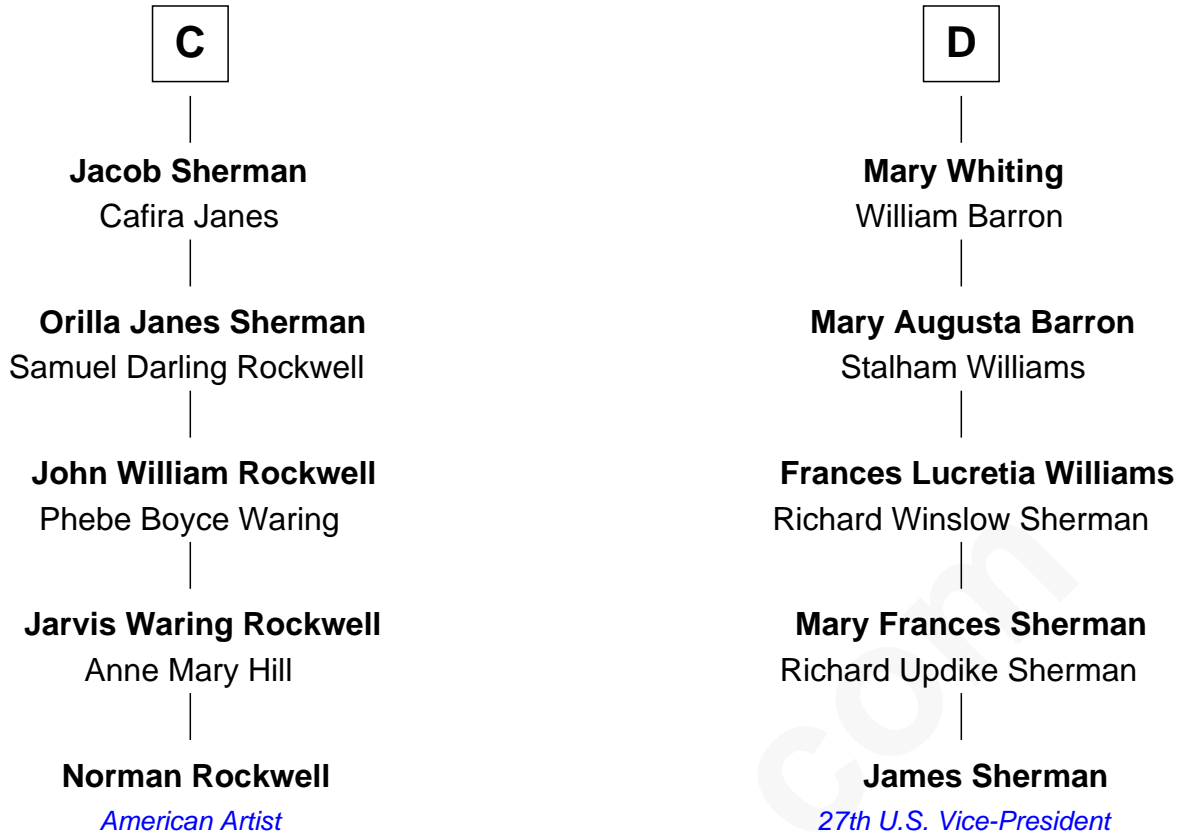 C
Jacob Sherman
Cafira Janes
Orilla Janes Sherman
Samuel Darling Rockwell
John William Rockwell
Phebe Boyce Waring
Jarvis Waring Rockwell
Anne Mary Hill
Norman Rockwell
American Artist
D
Mary Whiting
William Barron
Mary Augusta Barron
Stalham Williams
Frances Lucretia Williams
Richard Winslow Sherman
Mary Frances Sherman
Richard Updike Sherman
James Sherman
27th U.S. Vice-President
com